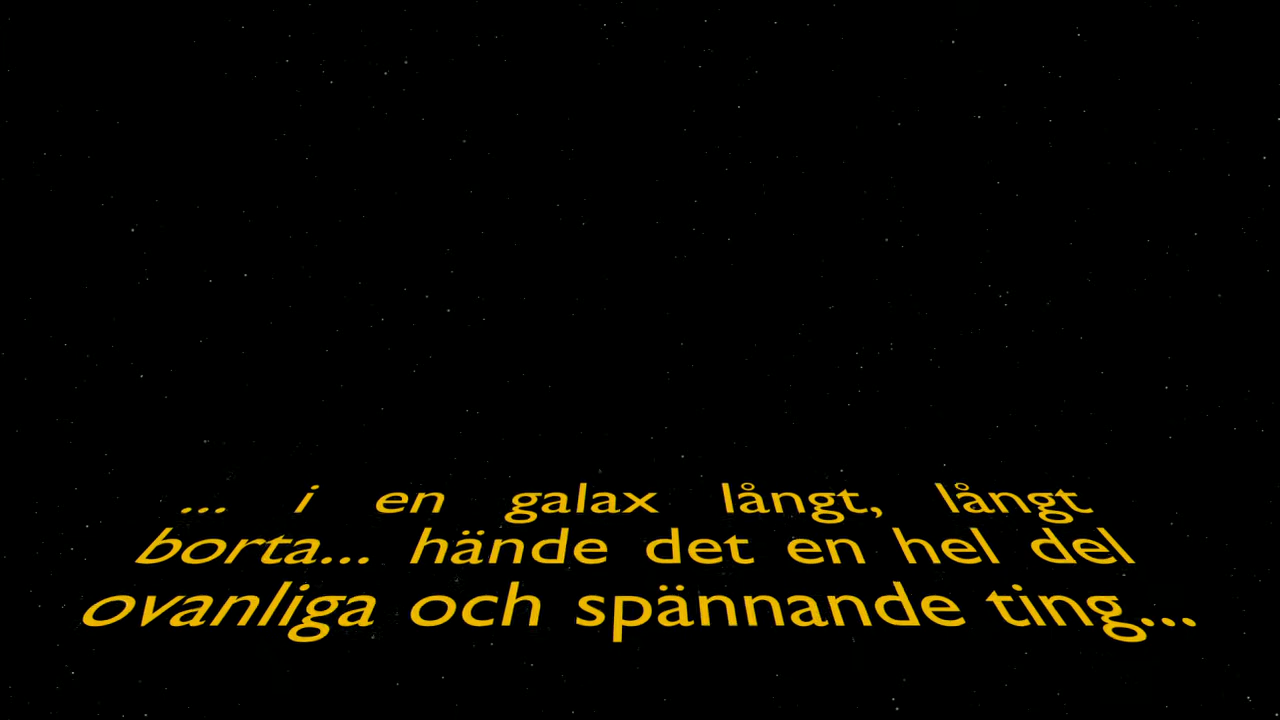 ... i en galax långt, långt
borta... hände det en hel del
ovanliga och spännande ting...